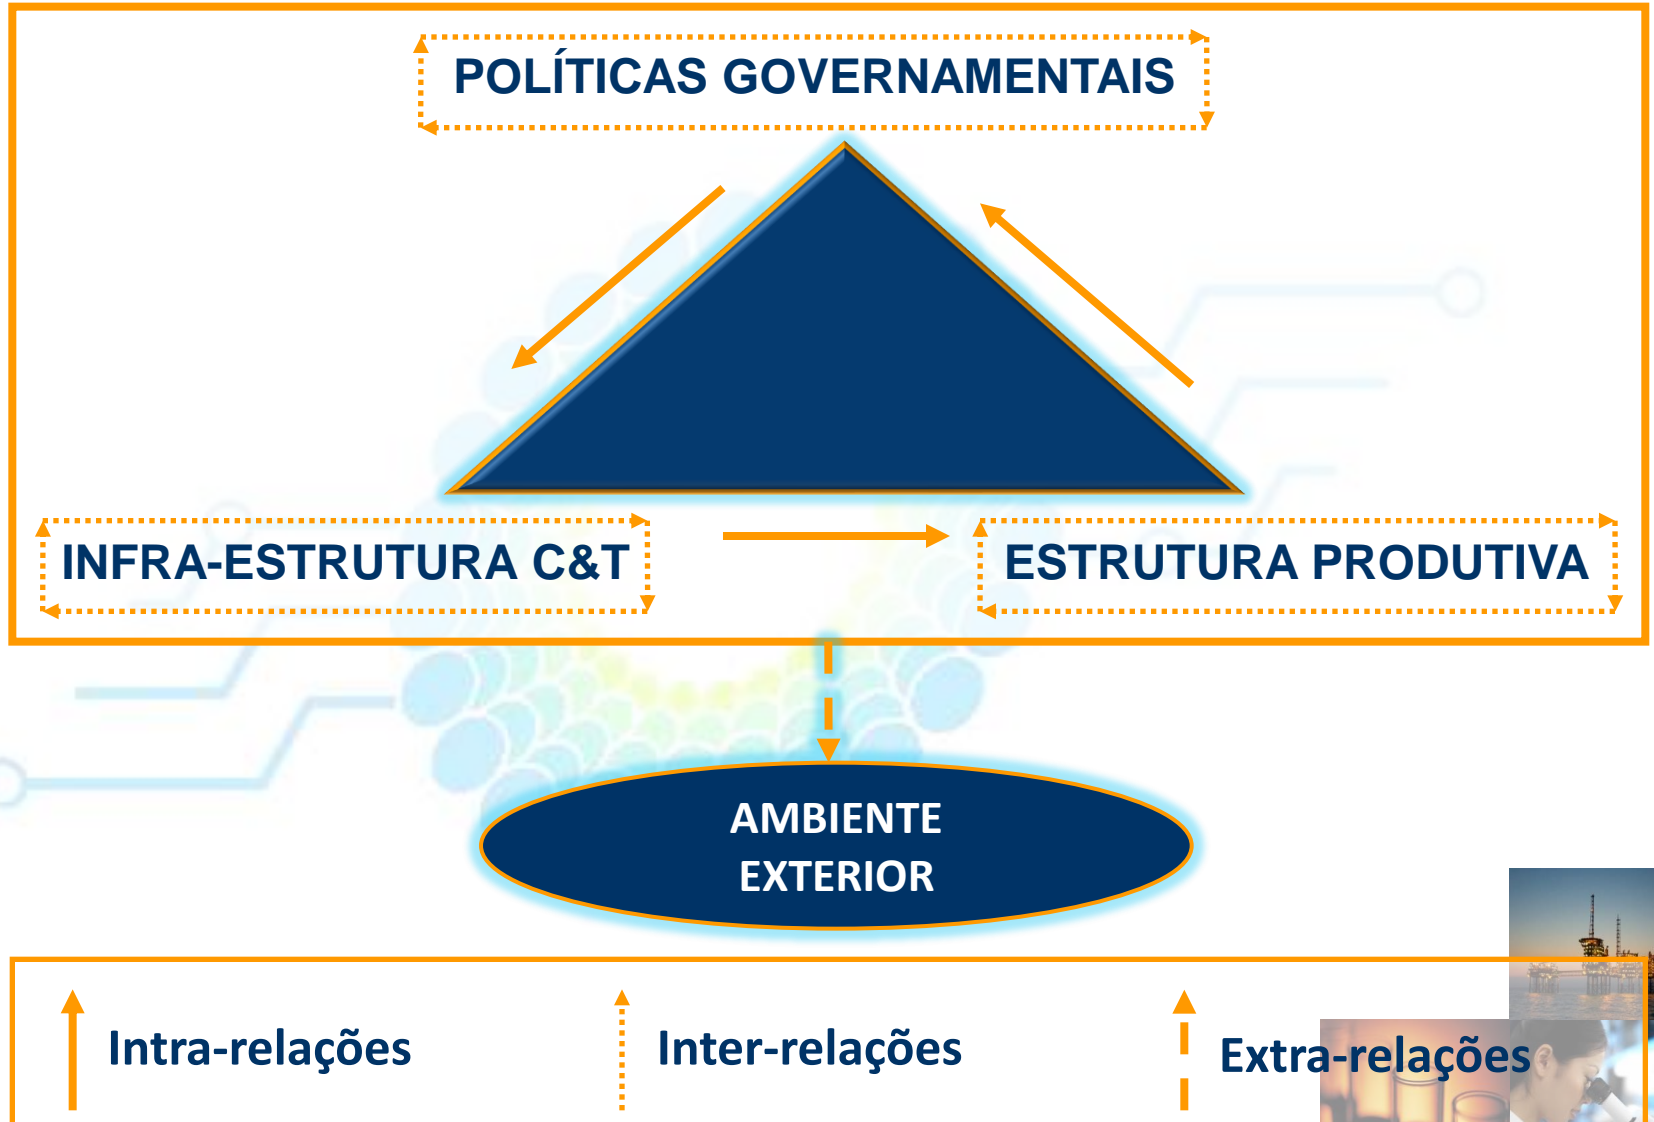 POLÍTICAS GOVERNAMENTAIS
INFRA-ESTRUTURA C&T
ESTRUTURA PRODUTIVA
AMBIENTE
EXTERIOR
Intra-relações
Inter-relações
Extra-relações